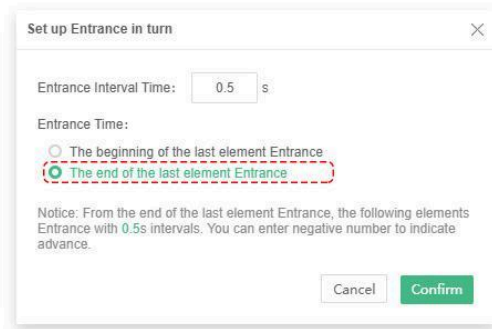 Set up Entrance in turn
Entrance Interval Time: 0.5 s
Entrance Time:
The beginning of the last element Entrance
The end of the last element Entrance
Notice: From the end of the last element Entrance, the following elements
Entrance with 0.5s intervals. You can enter negative number to indicate
advance.
Cancel Confirm